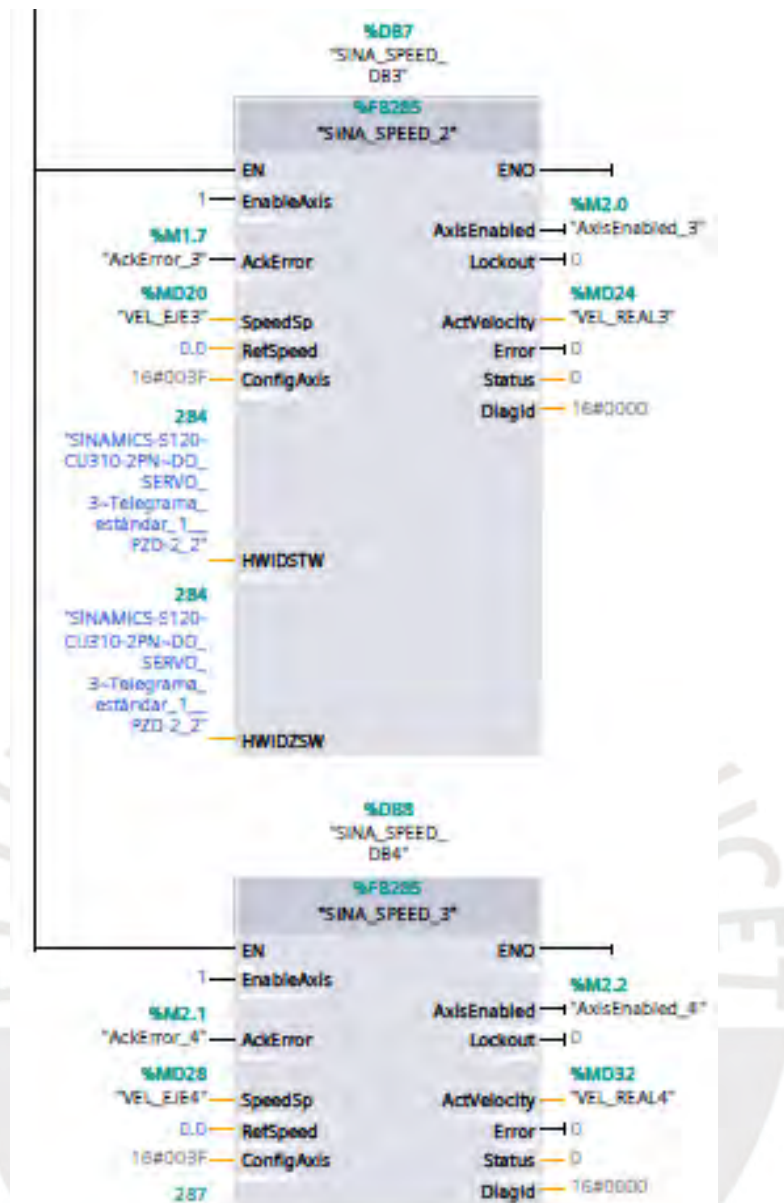 %DB7
"SINA_SPEED_
DB3"
%FB285
"SINA_SPEED_2"
EN ENO
1 EnableAxis
%M2.0
AxisEnabled "AxisEnabled_3"
%M1.7
"AckError_3" AckError
Lockout 0
%MD20
%MD24
"VEL_EJE3" SpeedSp
ActVelocity "VEL_REAL3"
0.0 RefSpeed
Error 0
16#003F ConfigAxis
Status 0
DiagId 16#0000
284
"SINAMICS-S120-
CU310-2PN~DO_
SERVO_
3~Telegrama_
estándar_1__
PZD-2_2"
HWIDSTW
284
"SINAMICS-S120-
CU310-2PN~DO_
SERVO_
3~Telegrama_
estándar_1__
PZD-2_2"
HWIDZSW
%DB8
"SINA_SPEED_
DB4"
%FB285
"SINA_SPEED_3"
EN ENO
1 EnableAxis
%M2.2
AxisEnabled "AxisEnabled_4"
%M2.1
"AckError_4" AckError
Lockout 0
%MD28
%MD32
"VEL_EJE4" SpeedSp
ActVelocity "VEL_REAL4"
0.0 RefSpeed
Error 0
16#003F ConfigAxis
Status 0
287
DiagId 16#0000